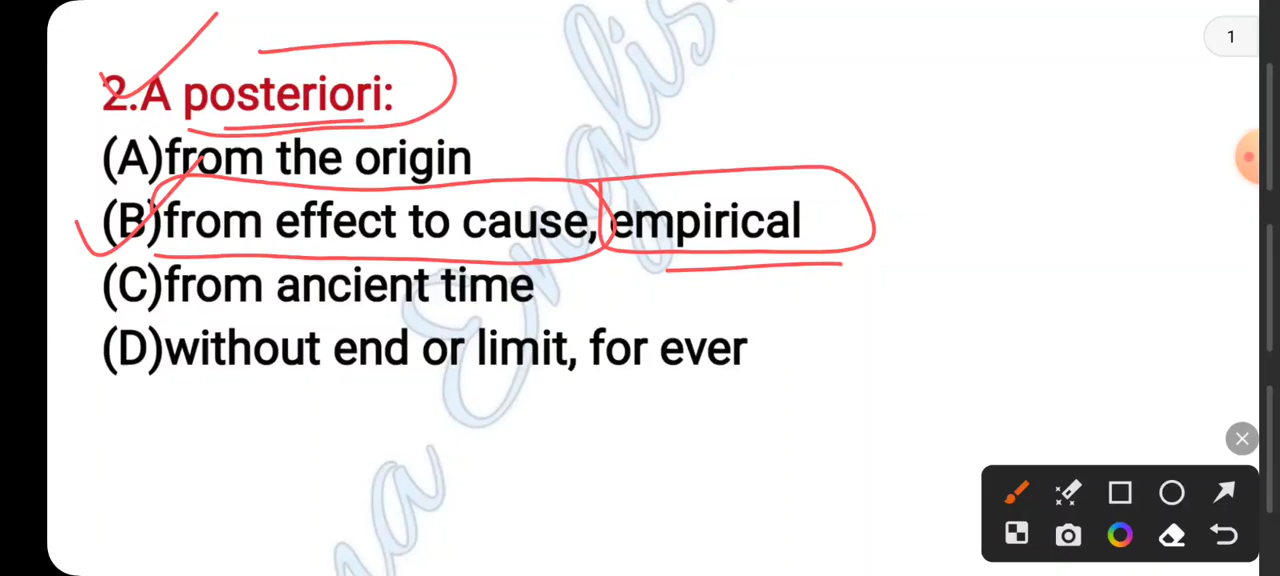 1
2.A posteriori:
(A)from the origin
(B)from effect to cause, empirical
(C)from ancient time
(D)without end or limit, for ever